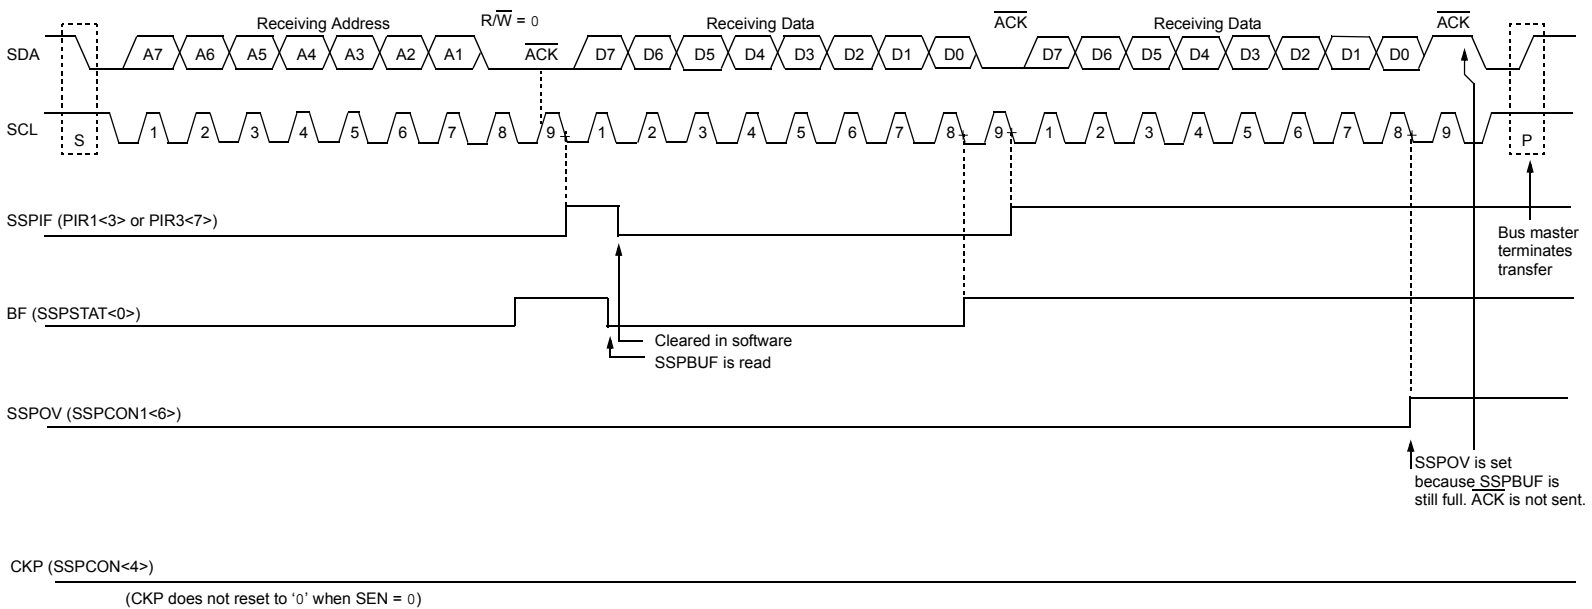 Receiving Address
R/W = 0
Receiving Data
ACK
Receiving Data
ACK
SDA
A7 A6 A5 A4 A3 A2 A1 ACK D7 D6 D5 D4 D3 D2 D1 D0 D7 D6 D5 D4 D3 D2 D1 D0
SCL
S 1 2 3 4 5 6 7 8 9 1 2 3 4 5 6 7 8 9 1 2 3 4 5 6 7 8 9 P
SSPIF (PIR1<3> or PIR3<7>)
Bus master
terminates
transfer
BF (SSPSTAT<0>)
Cleared in software
SSPBUF is read
SSPOV (SSPCON1<6>)
SSPOV is set
because SSPBUF is
still full. ACK is not sent.
CKP (SSPCON<4>)
(CKP does not reset to ‘0’ when SEN = 0)